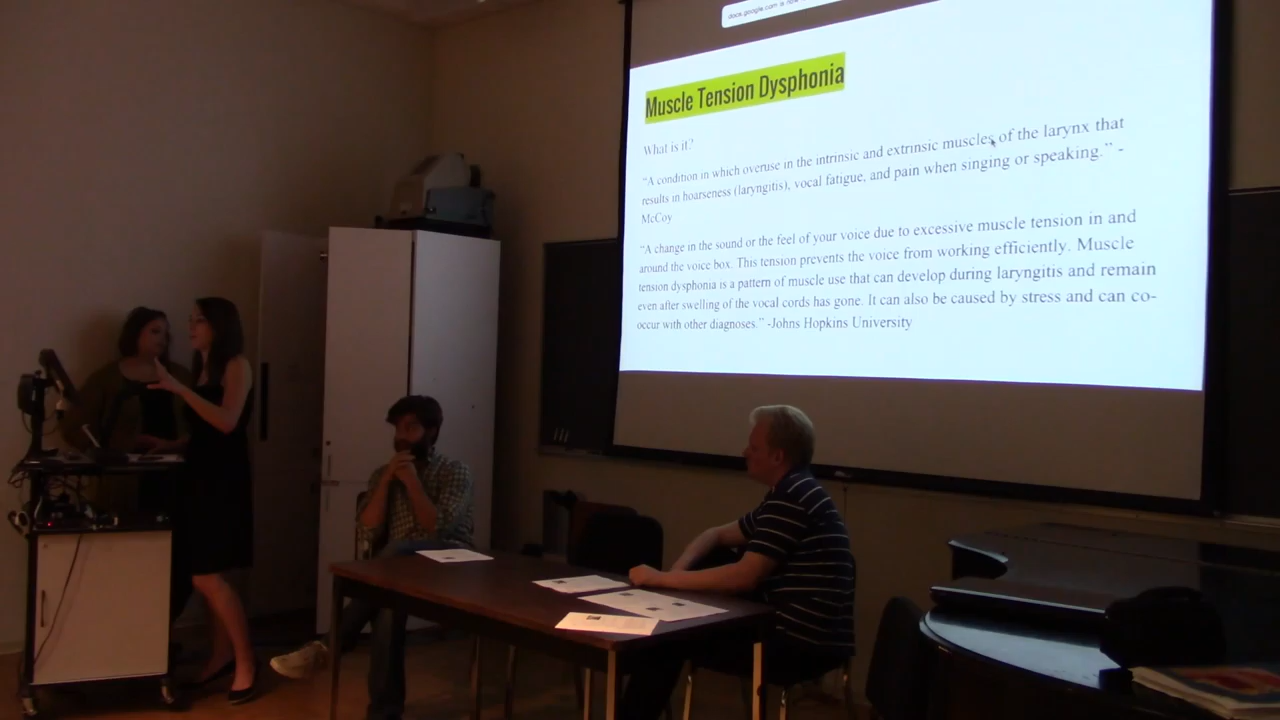 docs.google.com is now
Muscle Tension Dysphonia
What is it?
“A condition in which overuse in the intrinsic and extrinsic muscles of the larynx that
results in hoarseness (laryngitis), vocal fatigue, and pain when singing or speaking.” -
McCoy
“A change in the sound or the feel of your voice due to excessive muscle tension in and
around the voice box. This tension prevents the voice from working efficiently. Muscle
tension dysphonia is a pattern of muscle use that can develop during laryngitis and remain
even after swelling of the vocal cords has gone. It can also be caused by stress and can co-
occur with other diagnoses.” -Johns Hopkins University